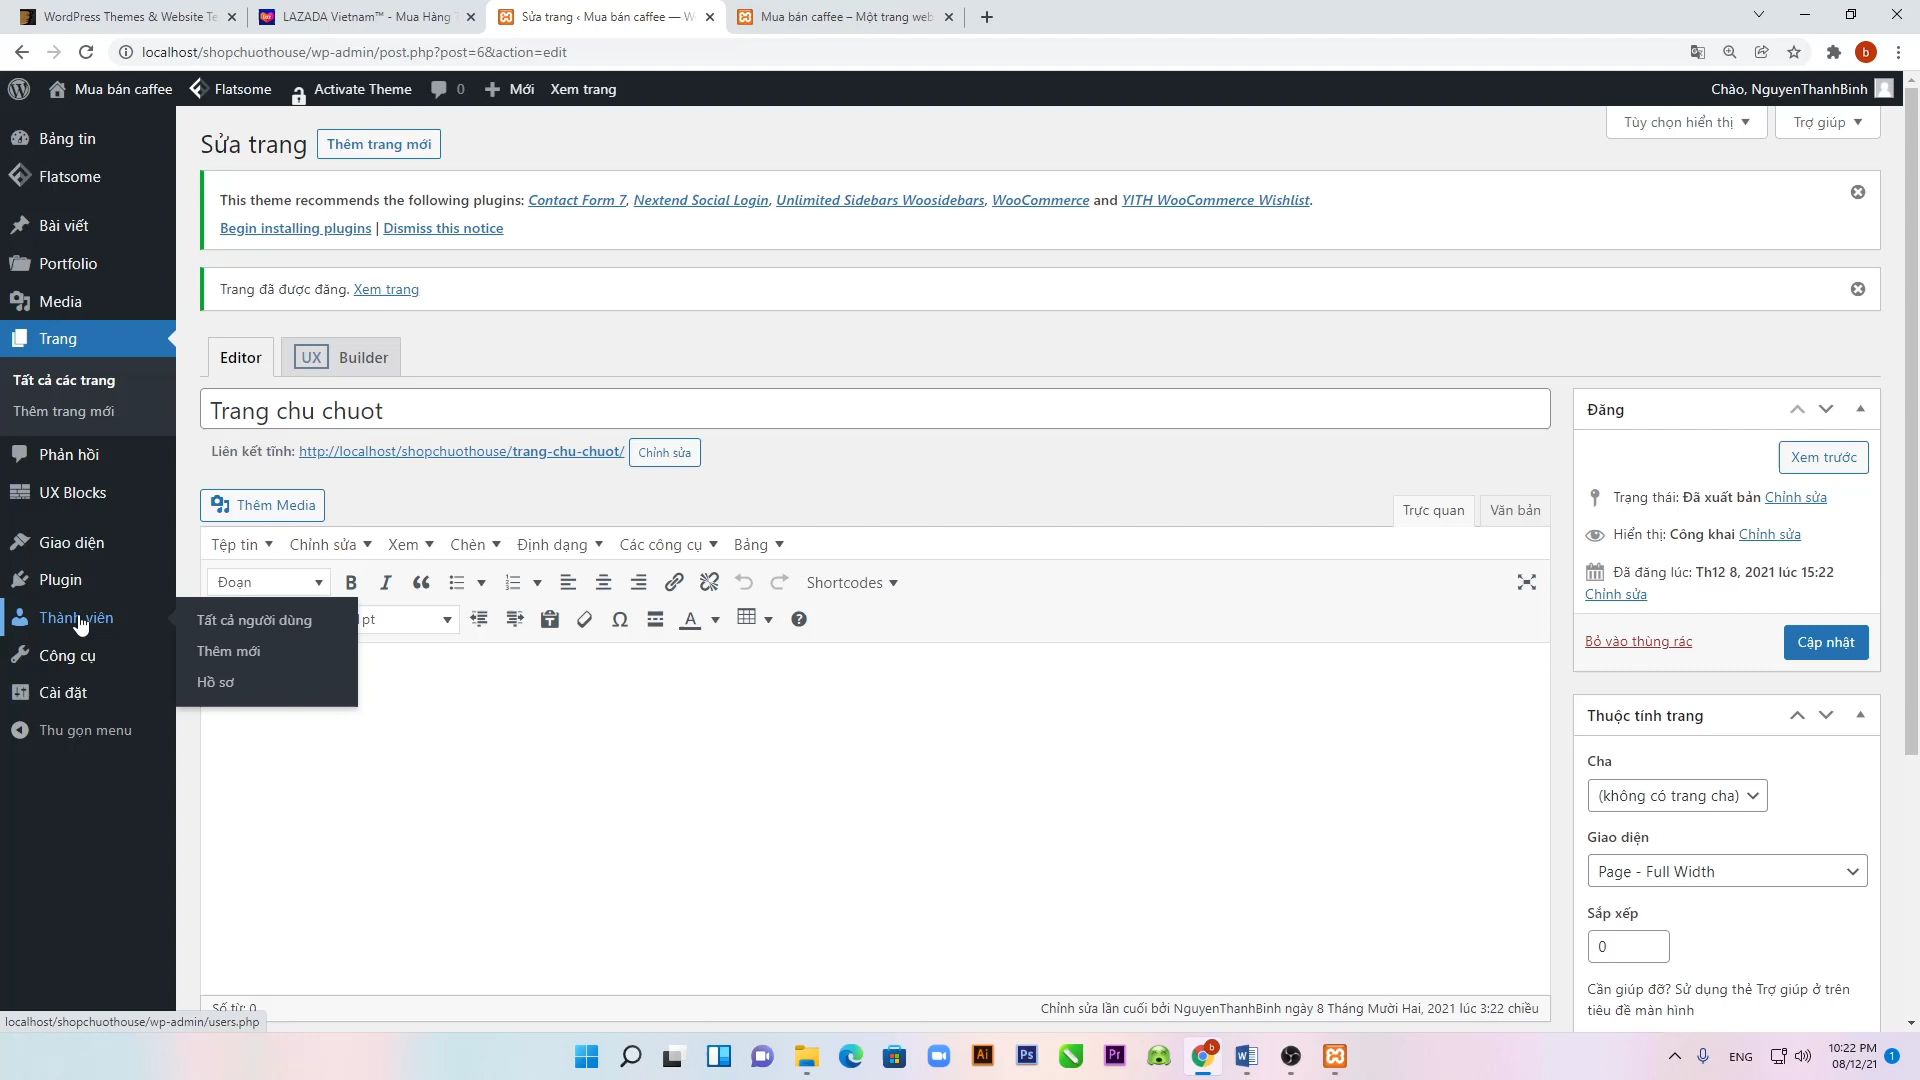 WordPress Themes & Website Te
LAZADA Vietnam™ - Mua Hàng T
Sửa trang ‹ Mua bán caffee — W
Mua bán caffee – Một trang web
localhost/shopchuothouse/wp-admin/post.php?post=6&action=edit
b
Mua bán caffee
Flatsome
Activate Theme
0
Mới
Xem trang
Chào, NguyenThanhBinh
Tùy chọn hiển thị
Trợ giúp
Bảng tin
Flatsome
Bài viết
Portfolio
Media
Trang
Tất cả các trang
Thêm trang mới
Phản hồi
UX Blocks
Giao diện
Plugin
Thành viên
Công cụ
Cài đặt
Thu gọn menu
Tất cả người dùng
Thêm mới
Hồ sơ
Sửa trang
Thêm trang mới
This theme recommends the following plugins: Contact Form 7, Nextend Social Login, Unlimited Sidebars Woosidebars, WooCommerce and YITH WooCommerce Wishlist.
Begin installing plugins | Dismiss this notice
Trang đã được đăng. Xem trang
Editor
UX Builder
Trang chu chuot
Liên kết tĩnh: http://localhost/shopchuothouse/trang-chu-chuot/ Chỉnh sửa
Thêm Media
Trực quan
Văn bản
Tệp tin
Chỉnh sửa
Xem
Chèn
Định dạng
Các công cụ
Bảng
Đoạn
B
I
Shortcodes
pt
Ω
A
Số từ: 0
Chỉnh sửa lần cuối bởi NguyenThanhBinh ngày 8 Tháng Mười Hai, 2021 lúc 3:22 chiều
Đăng
Xem trước
Trạng thái: Đã xuất bản Chỉnh sửa
Hiển thị: Công khai Chỉnh sửa
Đã đăng lúc: Th12 8, 2021 lúc 15:22
Chỉnh sửa
Bỏ vào thùng rác
Cập nhật
Thuộc tính trang
Cha
(không có trang cha)
Giao diện
Page - Full Width
Sắp xếp
0
Cần giúp đỡ? Sử dụng thẻ Trợ giúp ở trên
tiêu đề màn hình
localhost/shopchuothouse/wp-admin/users.php
Ai
Ps
Pr
b
W
ENG
10:22 PM
08/12/21
1